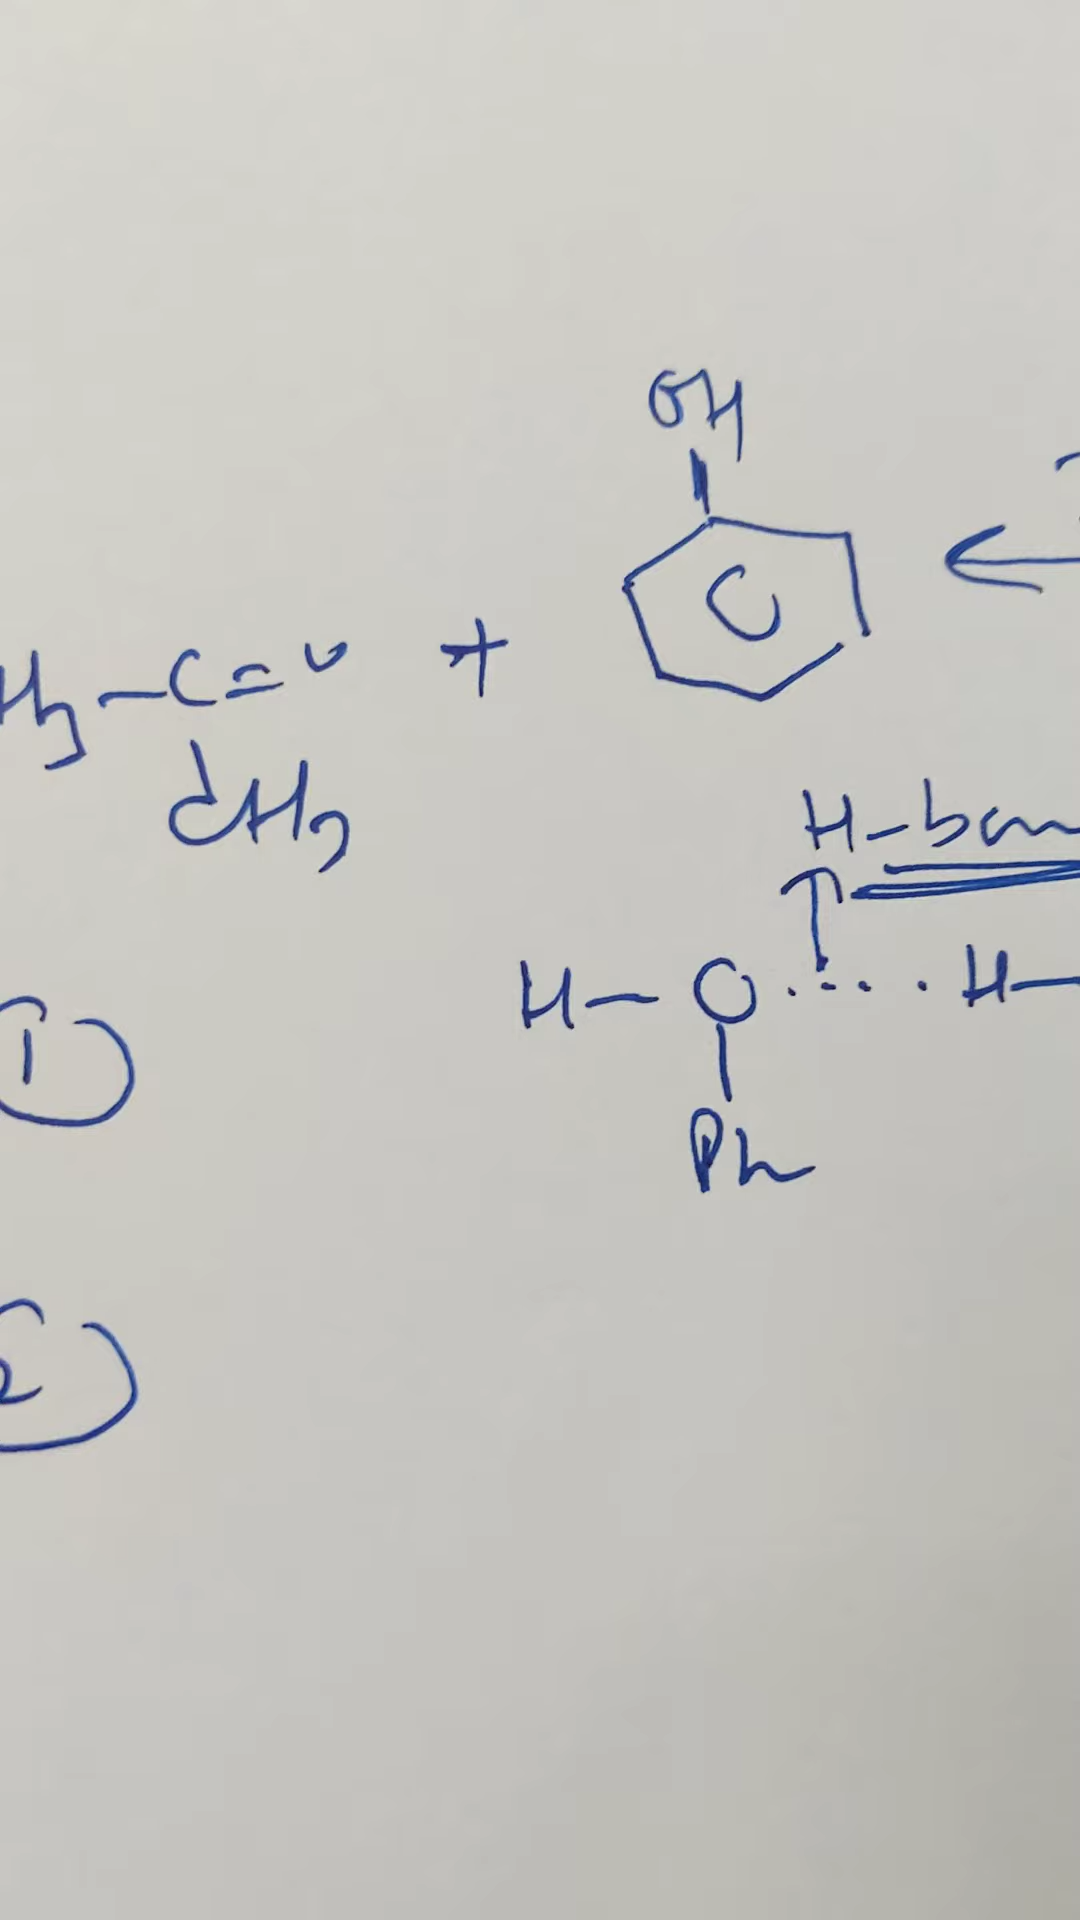 OH
H3-C=O +
CH3
H-bon
H-O.....H-
Ph
1
2